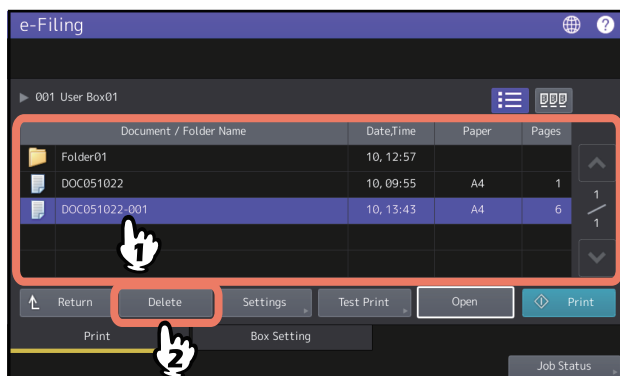 e-Filing ?
001 User Box01
Document / Folder Name Date,Time Paper Pages
Folder01 10, 12:57
DOC051022 10, 09:55 A4 1
DOC051022-001 10, 13:43 A4 6
1
1
1
Return Delete Settings Test Print Open Print
2
Print Box Setting
Job Status